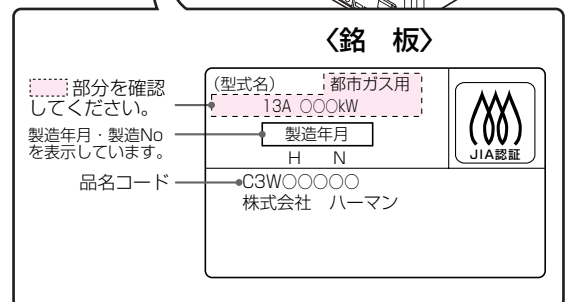 〈銘　板〉
部分を確認
してください。
製造年月・製造No
を表示しています。
品名コード
(型式名)　都市ガス用
13A ○○○kW
製造年月
H　N
C3W○○○○○
株式会社　ハーマン
JIA認証